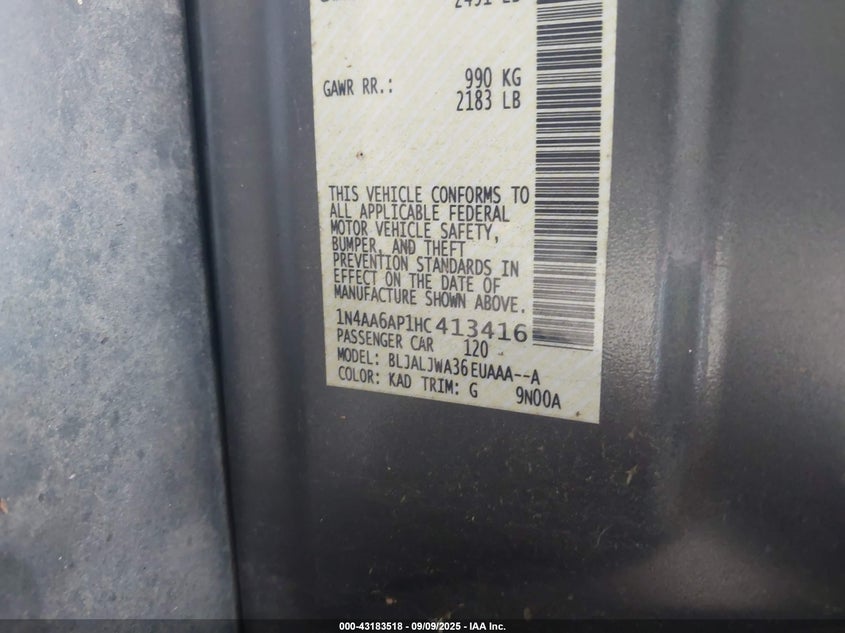 GAWR RR.: 990 KG
2183 LB
THIS VEHICLE CONFORMS TO
ALL APPLICABLE FEDERAL
MOTOR VEHICLE SAFETY,
BUMPER, AND THEFT
PREVENTION STANDARDS IN
EFFECT ON THE DATE OF
MANUFACTURE SHOWN ABOVE.
1N4AA6AP1HC413416
PASSENGER CAR 120
MODEL: BLJALJWA36EUAAA--A
COLOR: KAD TRIM: G 9N00A
000-43183518 - 09/09/2025 - IAA Inc.